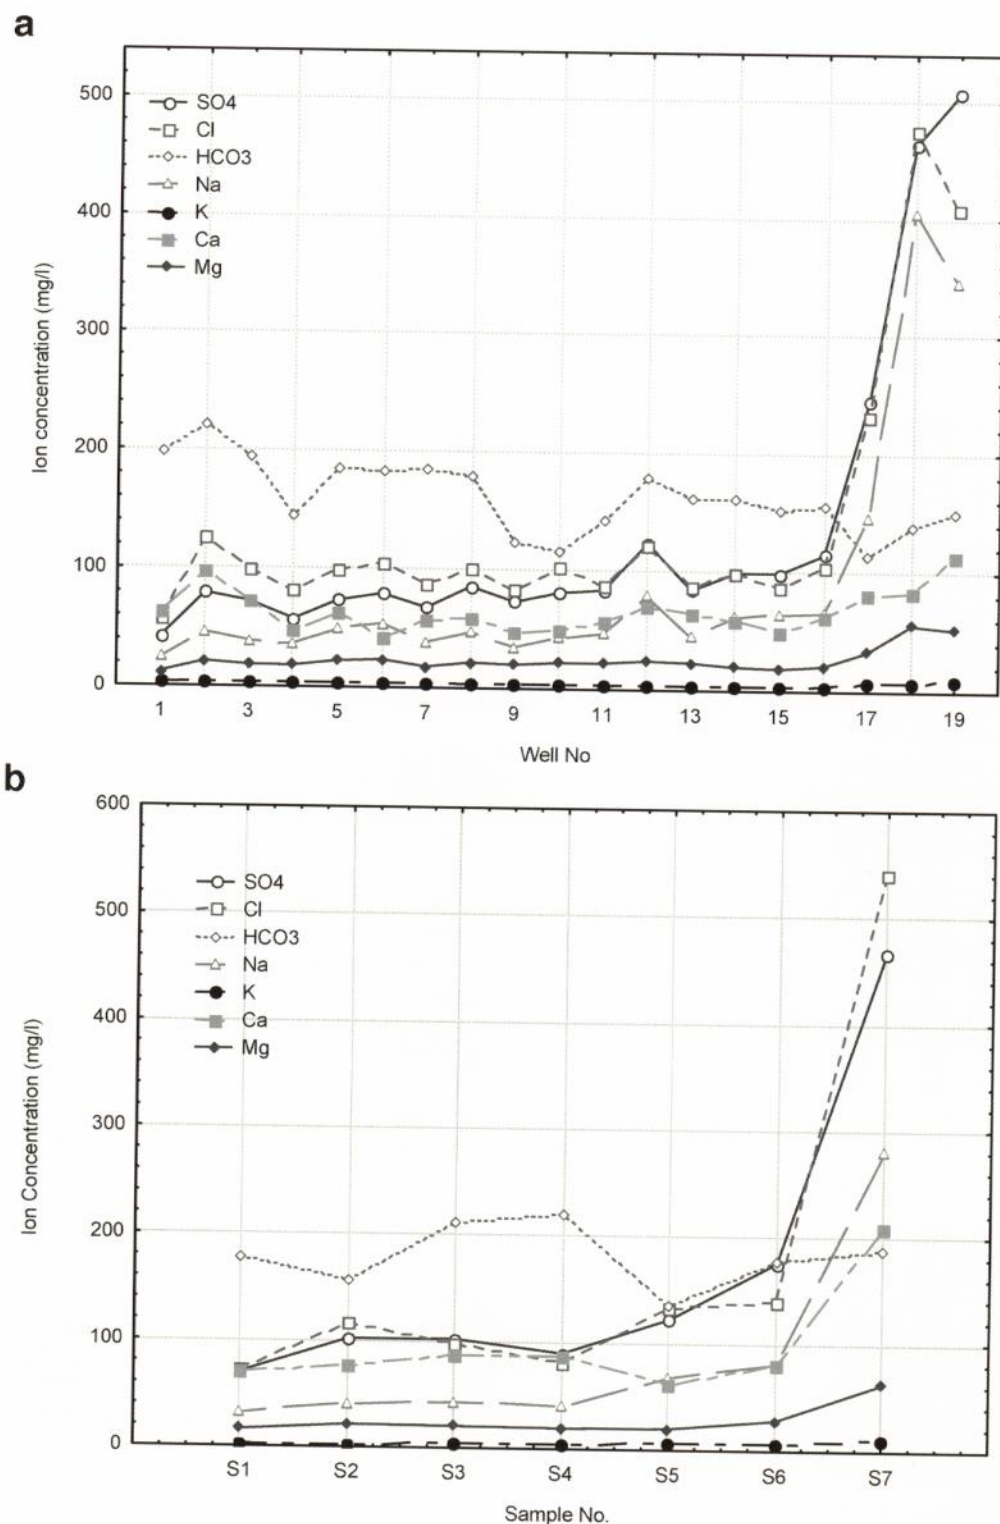 a
500
400
300
200
100
0
Ion concentration (mg/l)
SO4
Cl
HCO3
Na
K
Ca
Mg
1 3 5 7 9 11 13 15 17 19
Well No
b
600
500
400
300
200
100
0
Ion Concentration (mg/l)
SO4
Cl
HCO3
Na
K
Ca
Mg
S1 S2 S3 S4 S5 S6 S7
Sample No.